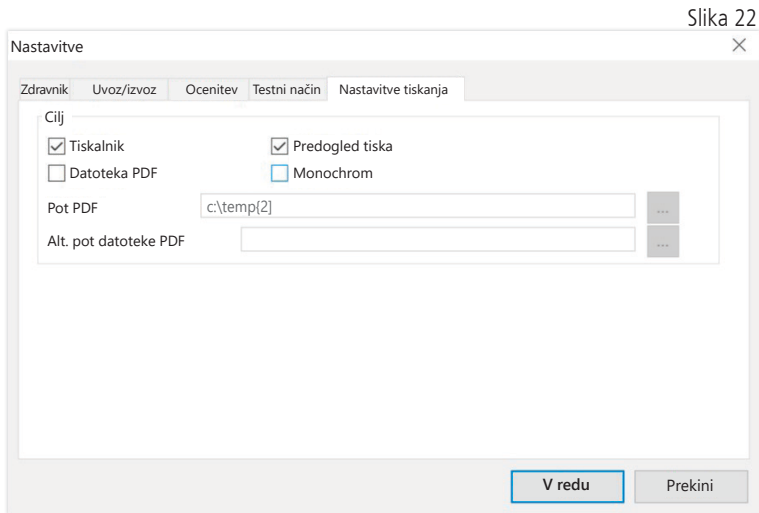 Slika 22
Nastavitve
Zdravnik Uvoz/izvoz Ocenitev Testni način Nastavitve tiskanja
Cilj
Tiskalnik Predogled tiska
Datoteka PDF Monochrom
Pot PDF c:\temp{2] ...
Alt. pot datoteke PDF ...
V redu Prekini